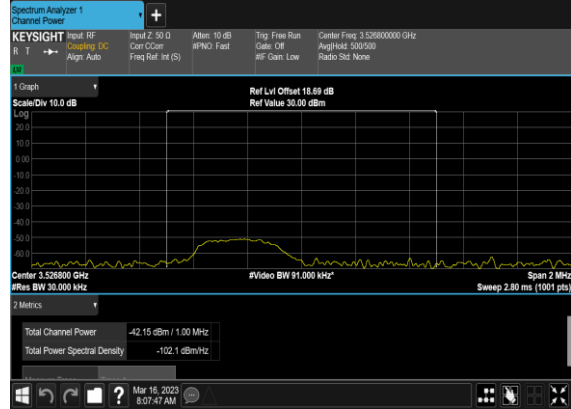 Spectrum Analyzer 1
Channel Power
+
KEYSIGHT
R T
Input: RF
Coupling: DC
Align: Auto
Input Z: 50 Ω
Corr CCorr
Freq Ref: Int (S)
Atten: 10 dB
#PNO: Fast
Trig: Free Run
Gate: Off
#IF Gain: Low
Center Freq: 3.526800000 GHz
Avg|Hold: 500/500
Radio Std: None
1 Graph
Scale/Div 10.0 dB
Ref Lvl Offset 18.69 dB
Ref Value 30.00 dBm
Log
20.0
10.0
0.00
-10.0
-20.0
-30.0
-40.0
-50.0
-60.0
Center 3.526800 GHz
#Res BW 30.000 kHz
#Video BW 91.000 kHz*
Span 2 MHz
Sweep 2.80 ms (1001 pts)
2 Metrics
Total Channel Power -42.15 dBm / 1.00 MHz
Total Power Spectral Density -102.1 dBm/Hz
?
Mar 16, 2023
8:07:47 AM